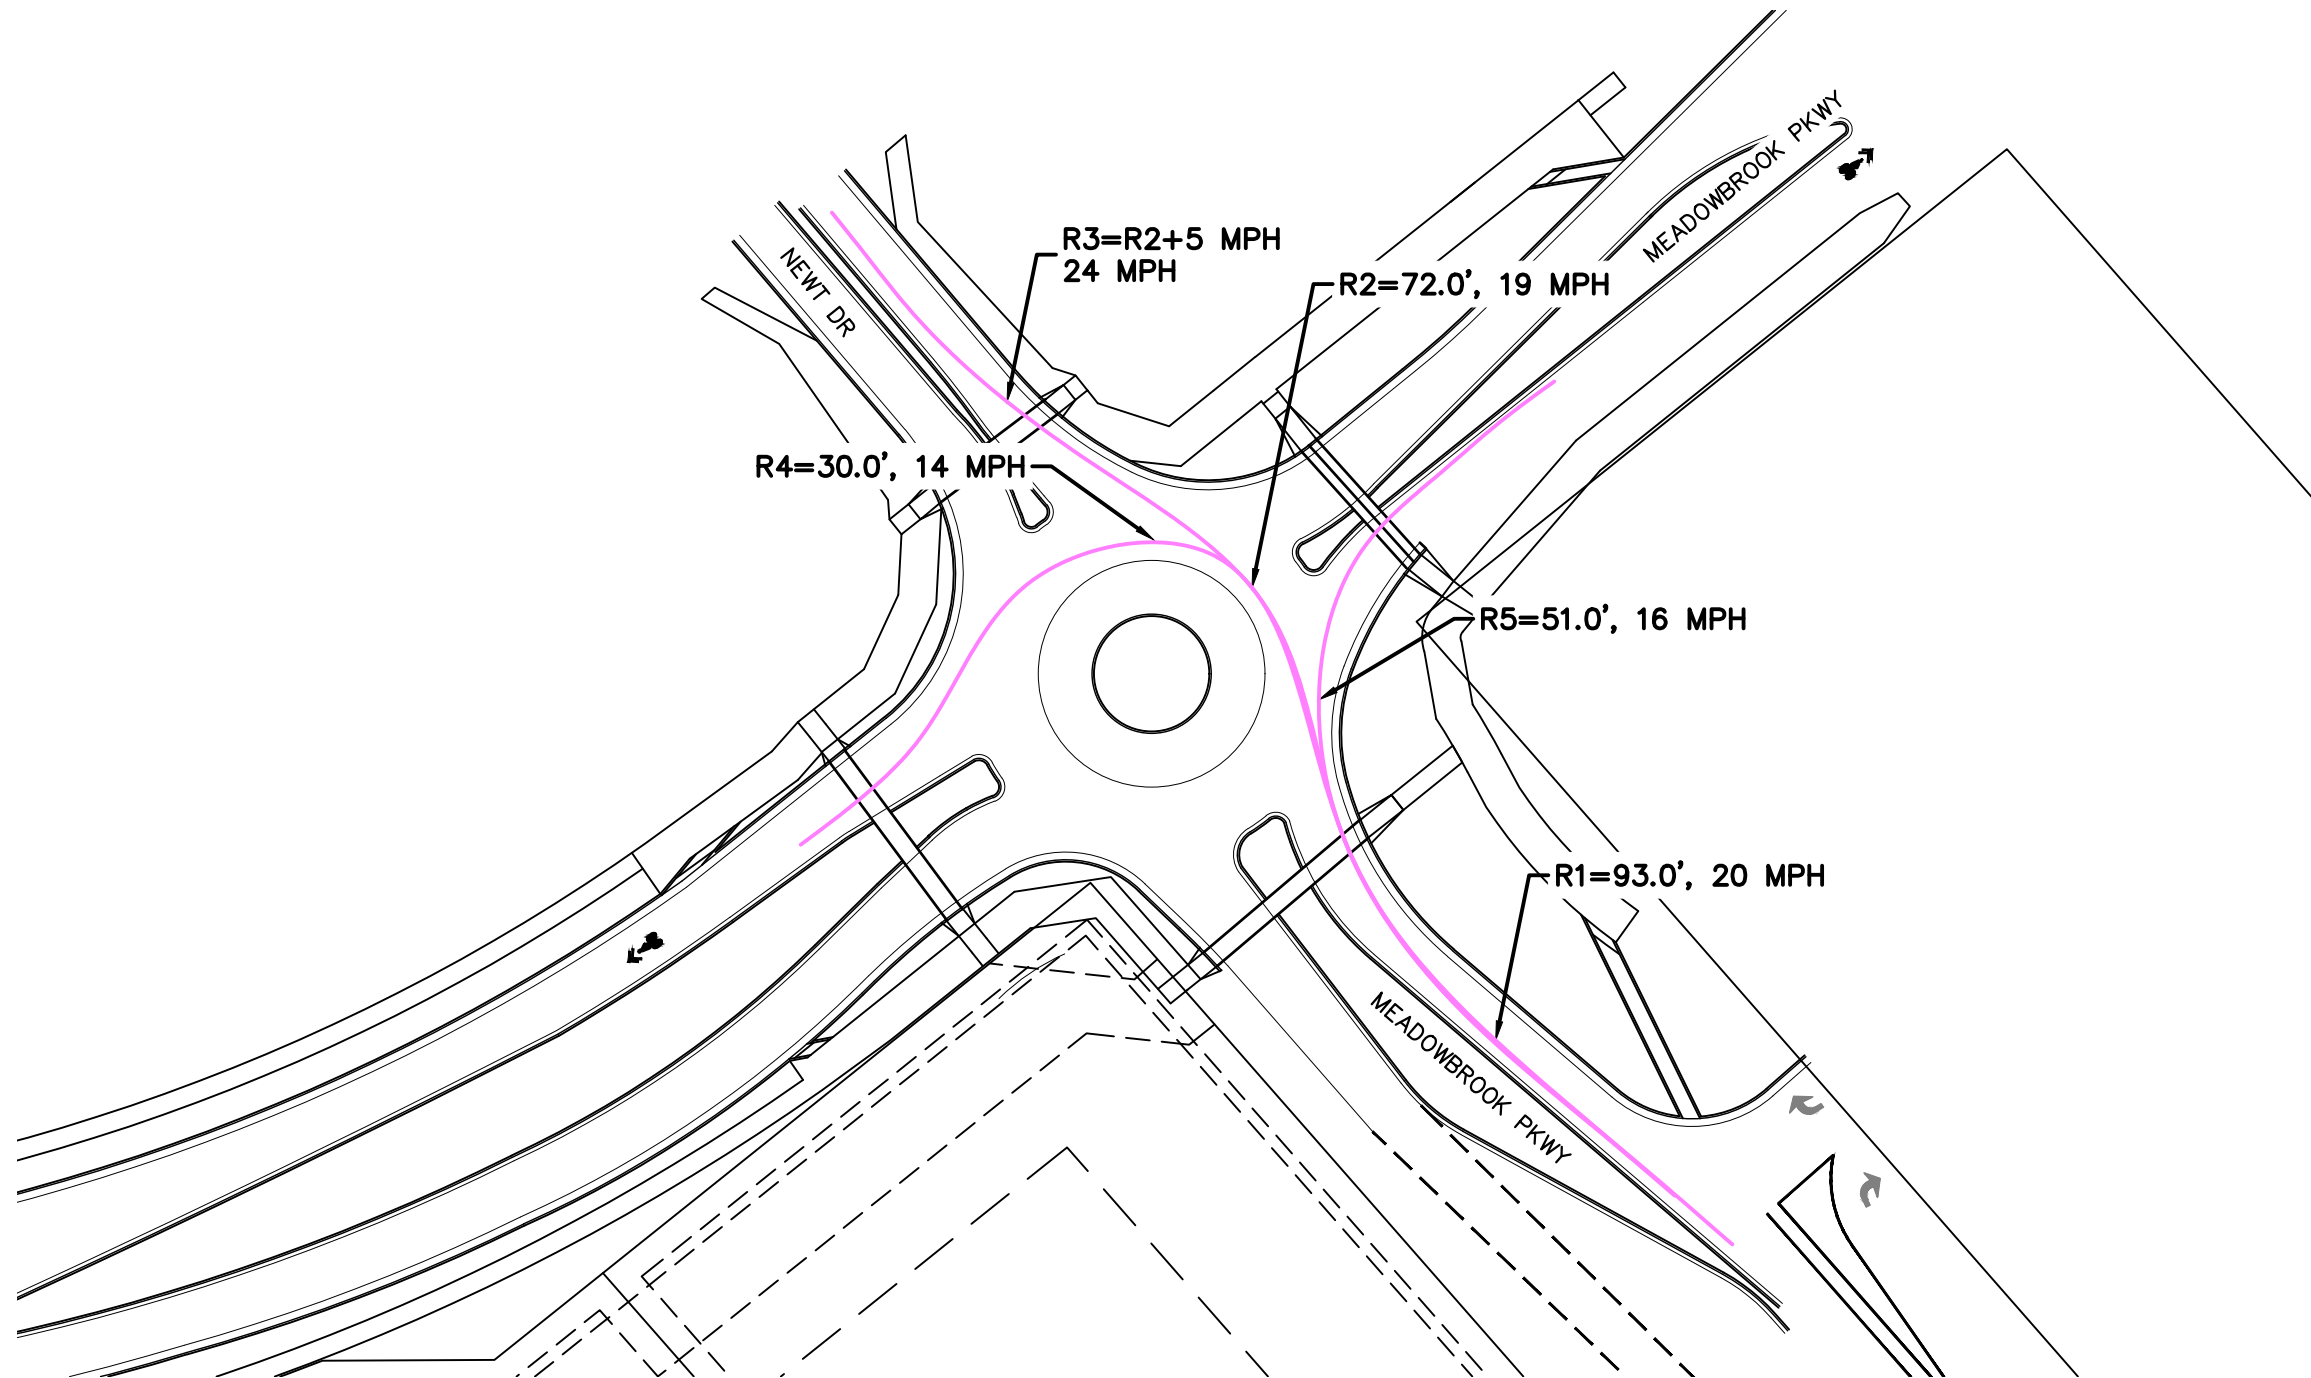 MEADOWBROOK PKWY
R3=R2+5 MPH
24 MPH
NEWT DR
R2=72.0', 19 MPH
R4=30.0', 14 MPH
R5=51.0', 16 MPH
R1=93.0', 20 MPH
MEADOWBROOK PKWY